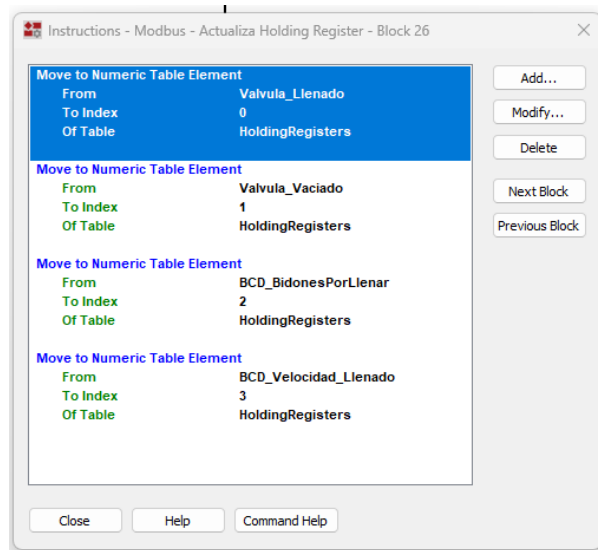 Instructions - Modbus - Actualiza Holding Register - Block 26
Move to Numeric Table Element
From Valvula_Llenado
To Index 0
Of Table HoldingRegisters
Move to Numeric Table Element
From Valvula_Vaciado
To Index 1
Of Table HoldingRegisters
Move to Numeric Table Element
From BCD_BidonesPorLlenar
To Index 2
Of Table HoldingRegisters
Move to Numeric Table Element
From BCD_Velocidad_Llenado
To Index 3
Of Table HoldingRegisters
Add...
Modify...
Delete
Next Block
Previous Block
Close Help Command Help